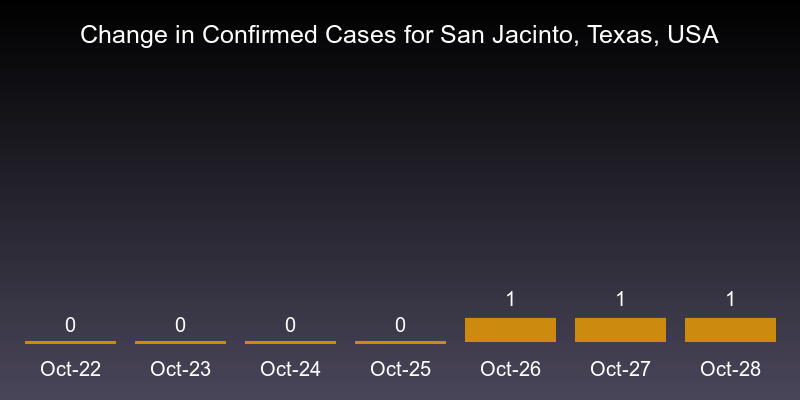 Change in Confirmed Cases for San Jacinto, Texas, USA
0 0 0 0 1 1 1
Oct-22 Oct-23 Oct-24 Oct-25 Oct-26 Oct-27 Oct-28